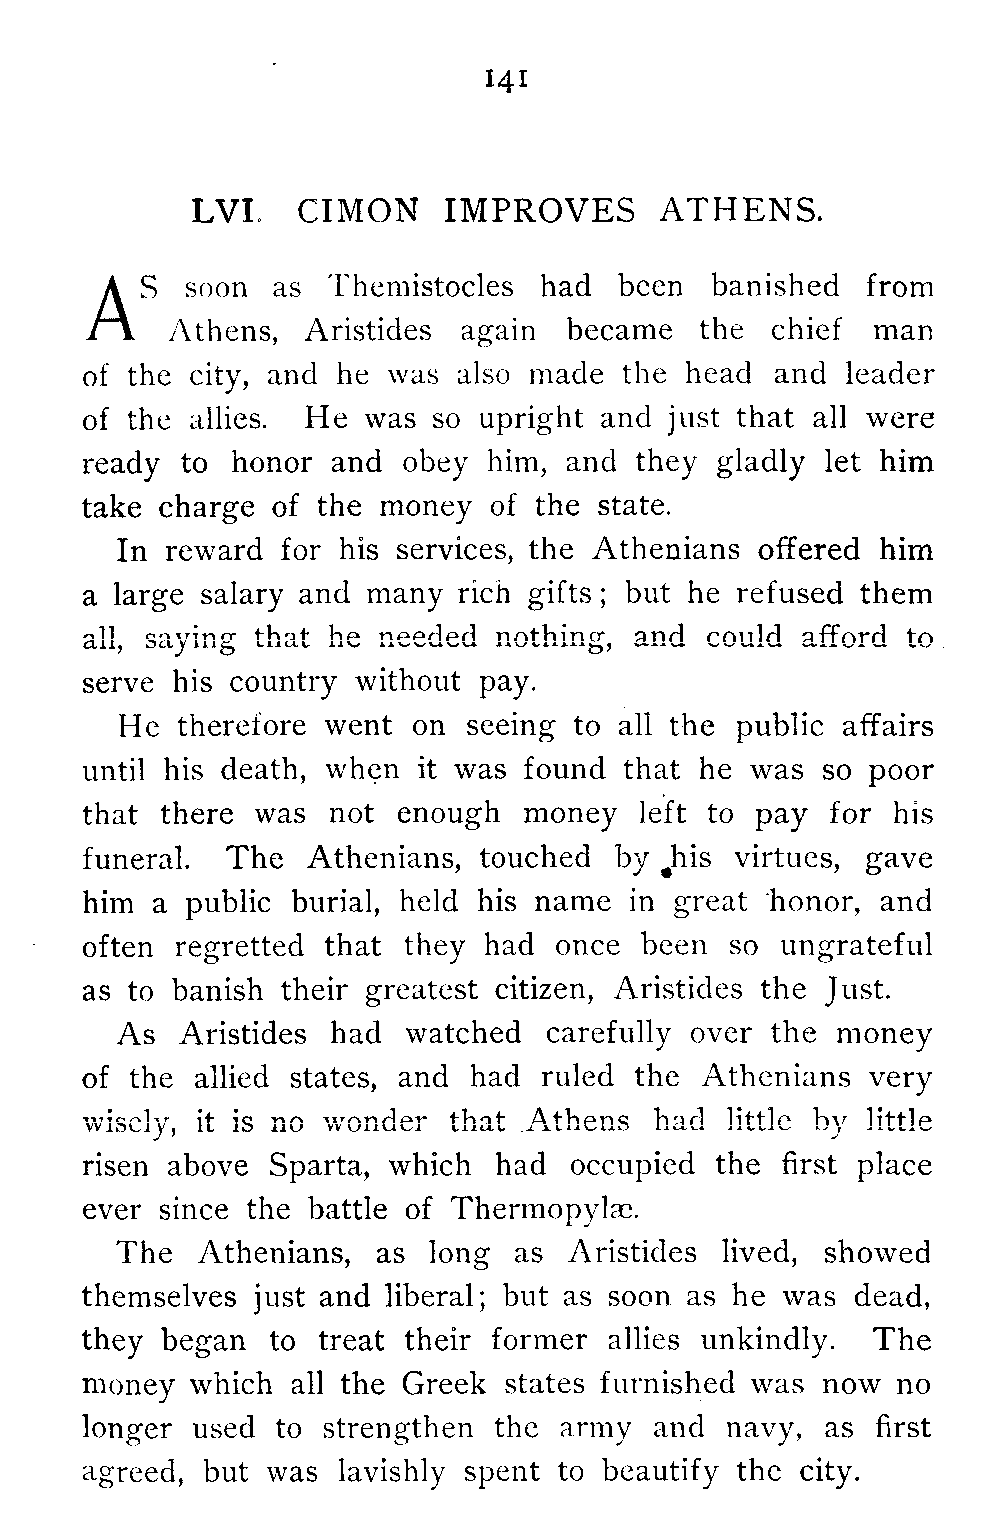 141
LVI. CIMON IMPROVES ATHENS.
AS soon as Themistocles had been banished from
Athens, Aristides again became the chief man
of the city, and he was also made the head and leader
of the allies. He was so upright and just that all were
ready to honor and obey him, and they gladly let him
take charge of the money of the state.
In reward for his services, the Athenians offered him
a large salary and many rich gifts; but he refused them
all, saying that he needed nothing, and could afford to
serve his country without pay.
He therefore went on seeing to all the public affairs
until his death, when it was found that he was so poor
that there was not enough money left to pay for his
funeral. The Athenians, touched by his virtues, gave
him a public burial, held his name in great honor, and
often regretted that they had once been so ungrateful
as to banish their greatest citizen, Aristides the Just.
As Aristides had watched carefully over the money
of the allied states, and had ruled the Athenians very
wisely, it is no wonder that Athens had little by little
risen above Sparta, which had occupied the first place
ever since the battle of Thermopylæ.
The Athenians, as long as Aristides lived, showed
themselves just and liberal; but as soon as he was dead,
they began to treat their former allies unkindly. The
money which all the Greek states furnished was now no
longer used to strengthen the army and navy, as first
agreed, but was lavishly spent to beautify the city.